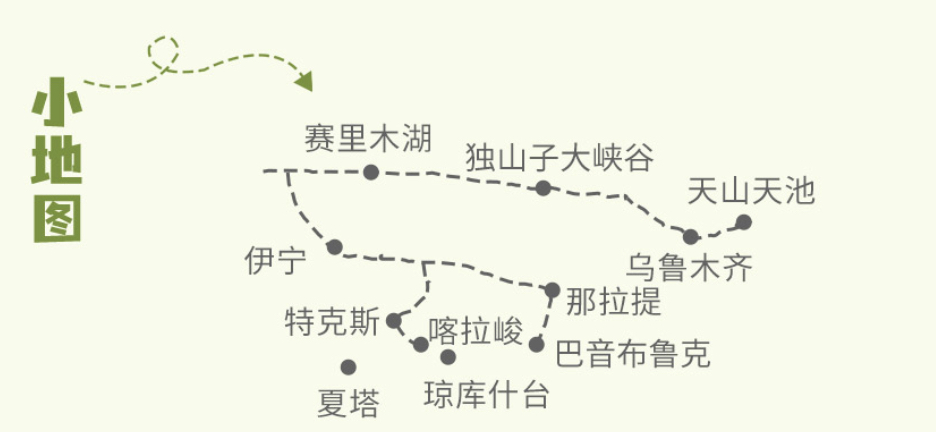 小地图
赛里木湖
独山子大峡谷
天山天池
乌鲁木齐
伊宁
那拉提
特克斯
喀拉峻
巴音布鲁克
夏塔
琼库什台